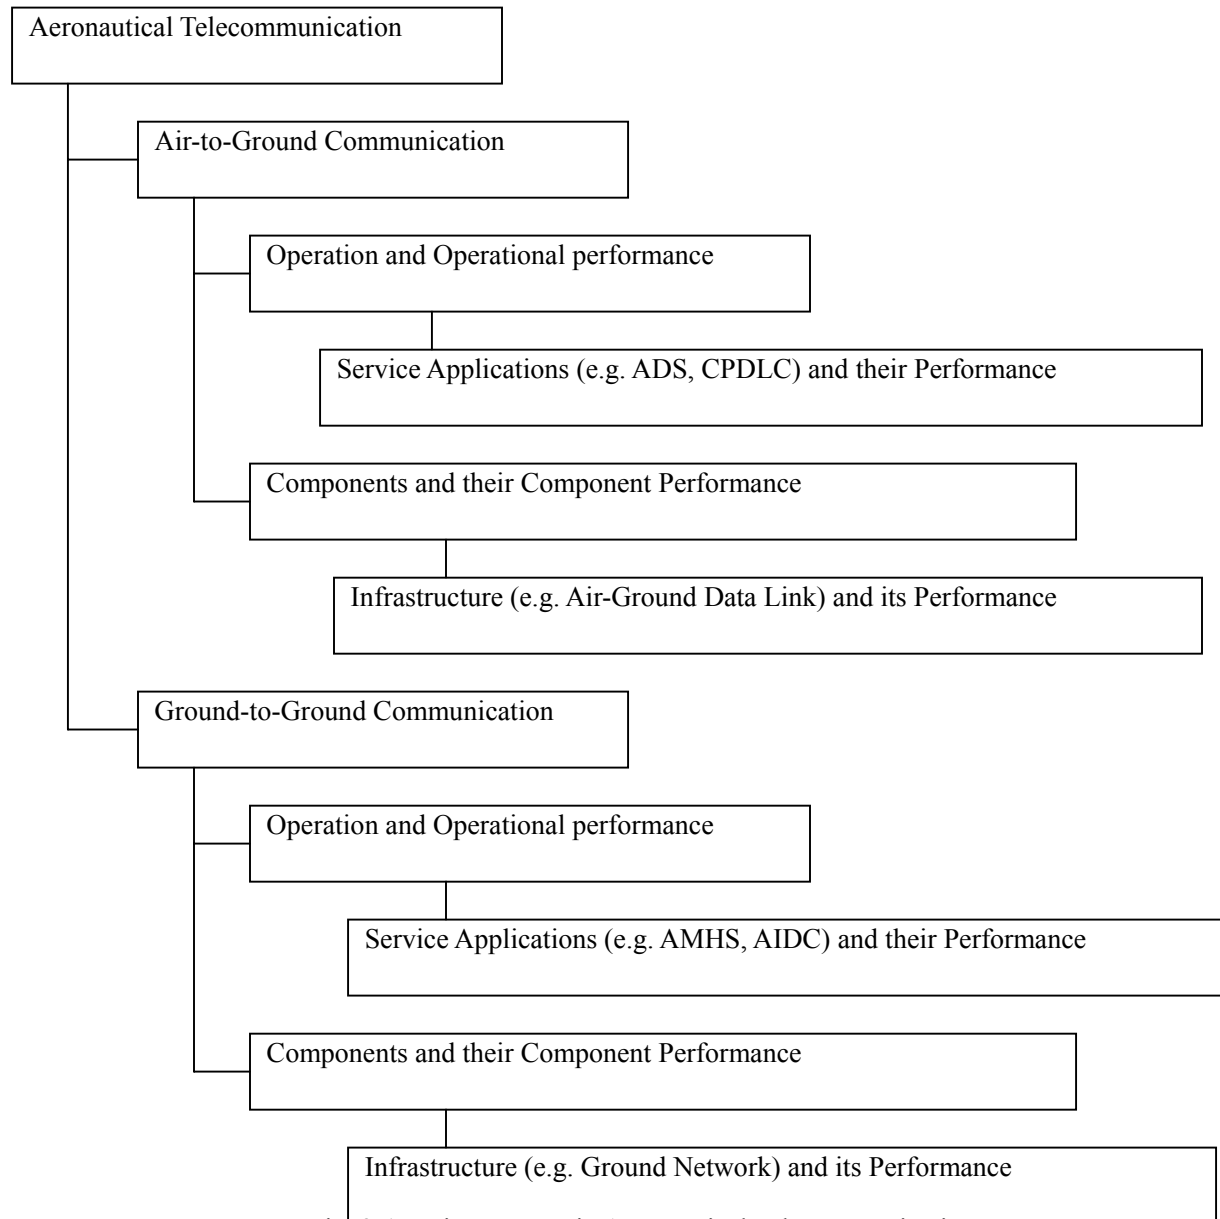 Aeronautical Telecommunication
Air-to-Ground Communication
Operation and Operational performance
Service Applications (e.g. ADS, CPDLC) and their Performance
Components and their Component Performance
Infrastructure (e.g. Air-Ground Data Link) and its Performance
Ground-to-Ground Communication
Operation and Operational performance
Service Applications (e.g. AMHS, AIDC) and their Performance
Components and their Component Performance
Infrastructure (e.g. Ground Network) and its Performance